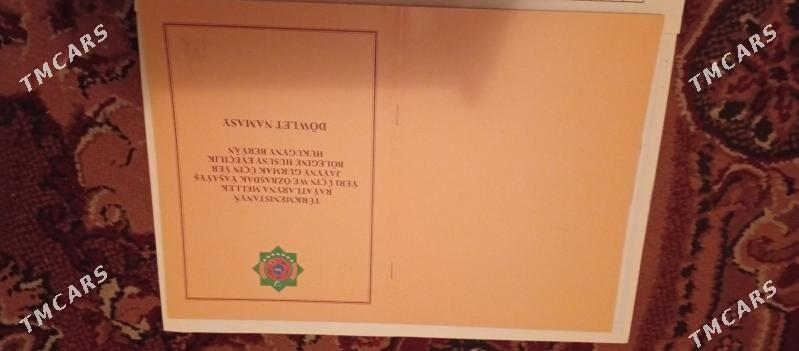 TÜRKMENISTANYŇ
RAÝATLARYNA MELLEK
ÝERI ÜÇIN WE ÖZBAŞDAK ÝAŞAÝYŞ
JAÝYNY GURMAK ÜÇIN ÝER
BÖLEGINE HUSUSY EÝEÇILIK
HUKUGYNY BERÝÄN
DÖWLET NAMASY
TMCARS
TMCARS
TMCARS
TMCARS